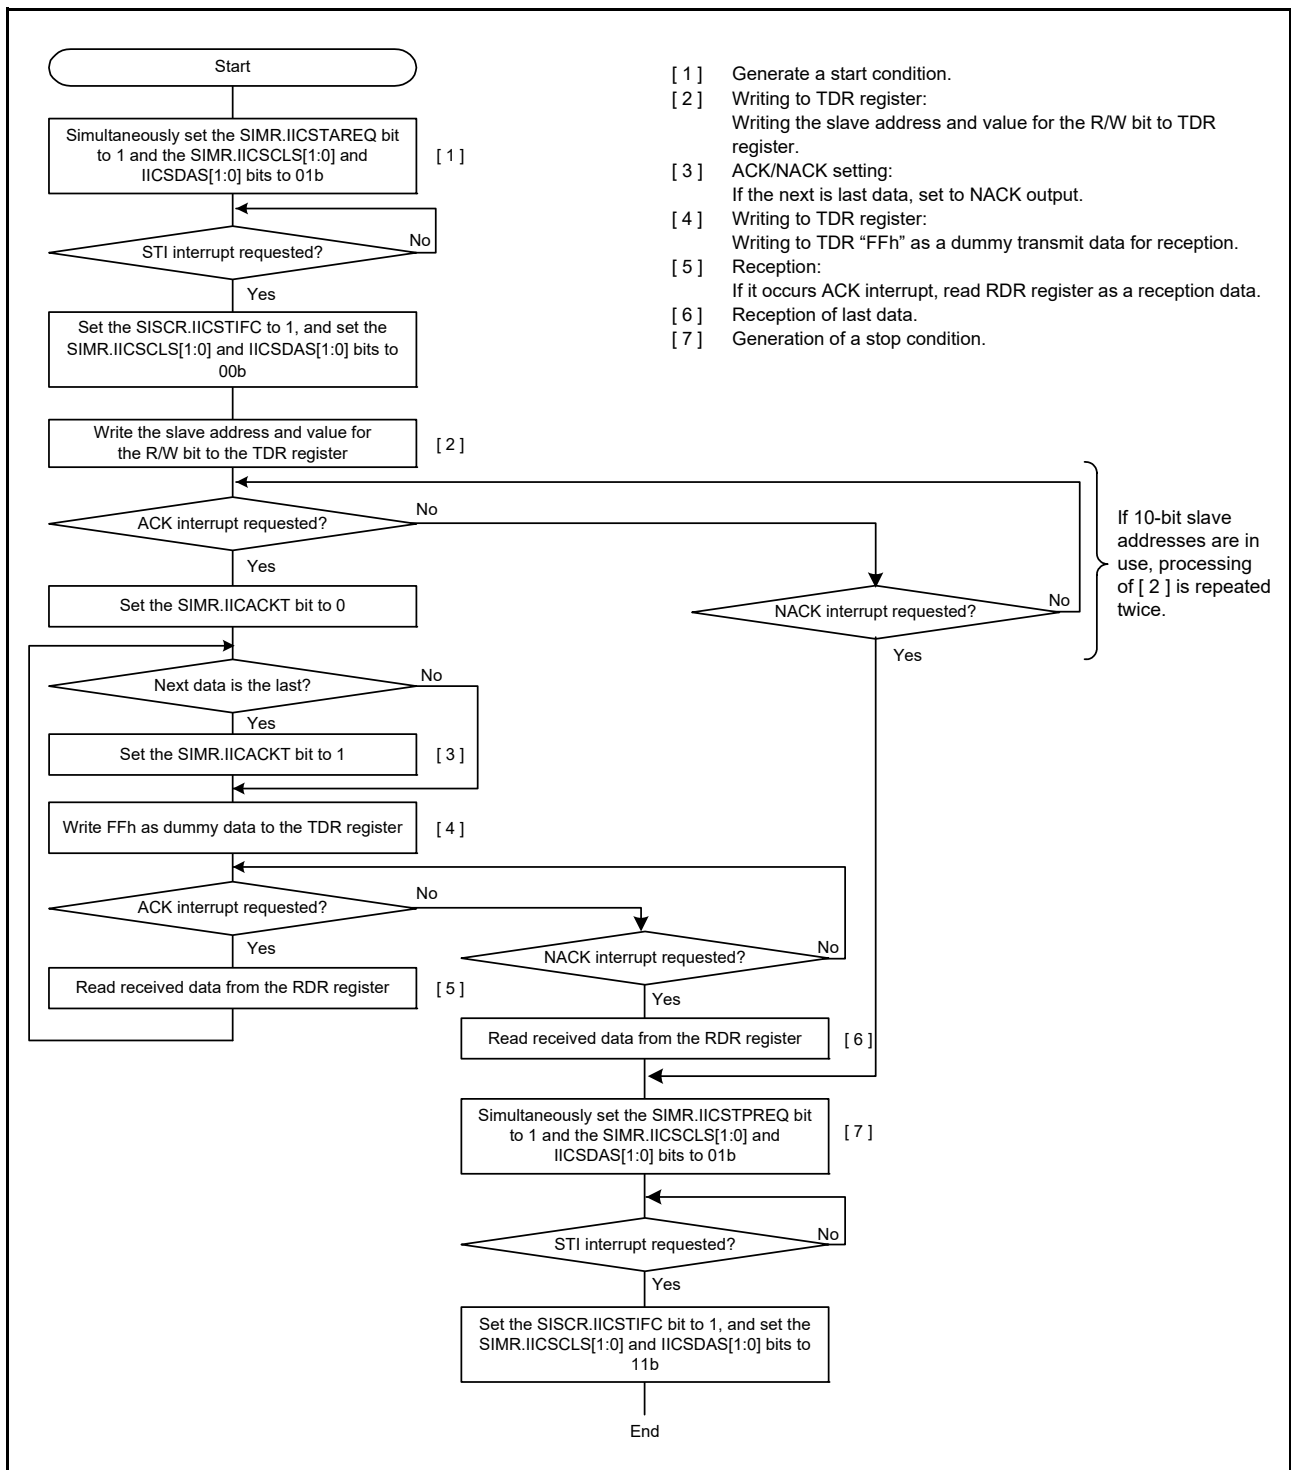 Start
Simultaneously set the SIMR.IICSTAREQ bit
to 1 and the SIMR.IICSCLS[1:0] and
IICSDAS[1:0] bits to 01b
[ 1 ]
STI interrupt requested?
No
Yes
Set the SISCR.IICSTIFC to 1, and set the
SIMR.IICSCLS[1:0] and IICSDAS[1:0] bits to
00b
Write the slave address and value for
the R/W bit to the TDR register
[ 2 ]
ACK interrupt requested?
No
Yes
Set the SIMR.IICACKT bit to 0
NACK interrupt requested?
No
Yes
Next data is the last?
No
Yes
Set the SIMR.IICACKT bit to 1
[ 3 ]
Write FFh as dummy data to the TDR register
[ 4 ]
ACK interrupt requested?
No
Yes
Read received data from the RDR register
[ 5 ]
NACK interrupt requested?
No
Yes
Read received data from the RDR register
[ 6 ]
Simultaneously set the SIMR.IICSTPREQ bit
to 1 and the SIMR.IICSCLS[1:0] and
IICSDAS[1:0] bits to 01b
[ 7 ]
STI interrupt requested?
No
Yes
Set the SISCR.IICSTIFC bit to 1, and set the
SIMR.IICSCLS[1:0] and IICSDAS[1:0] bits to
11b
End
[ 1 ] Generate a start condition.
[ 2 ] Writing to TDR register:
Writing the slave address and value for the R/W bit to TDR
register.
[ 3 ] ACK/NACK setting:
If the next is last data, set to NACK output.
[ 4 ] Writing to TDR register:
Writing to TDR “FFh” as a dummy transmit data for reception.
[ 5 ] Reception:
If it occurs ACK interrupt, read RDR register as a reception data.
[ 6 ] Reception of last data.
[ 7 ] Generation of a stop condition.
If 10-bit slave
addresses are in
use, processing
of [ 2 ] is repeated
twice.